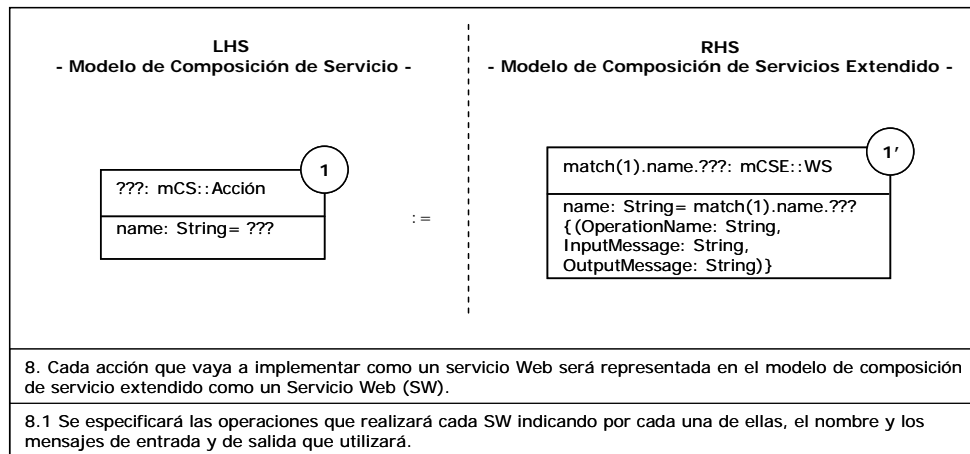 LHS
- Modelo de Composición de Servicio -
RHS
- Modelo de Composición de Servicios Extendido -
1
???: mCS::Acción
name: String= ???
:=
1'
match(1).name.???: mCSE::WS
name: String= match(1).name.???
{(OperationName: String,
InputMessage: String,
OutputMessage: String)}
8. Cada acción que vaya a implementar como un servicio Web será representada en el modelo de composición
de servicio extendido como un Servicio Web (SW).
8.1 Se especificará las operaciones que realizará cada SW indicando por cada una de ellas, el nombre y los
mensajes de entrada y de salida que utilizará.